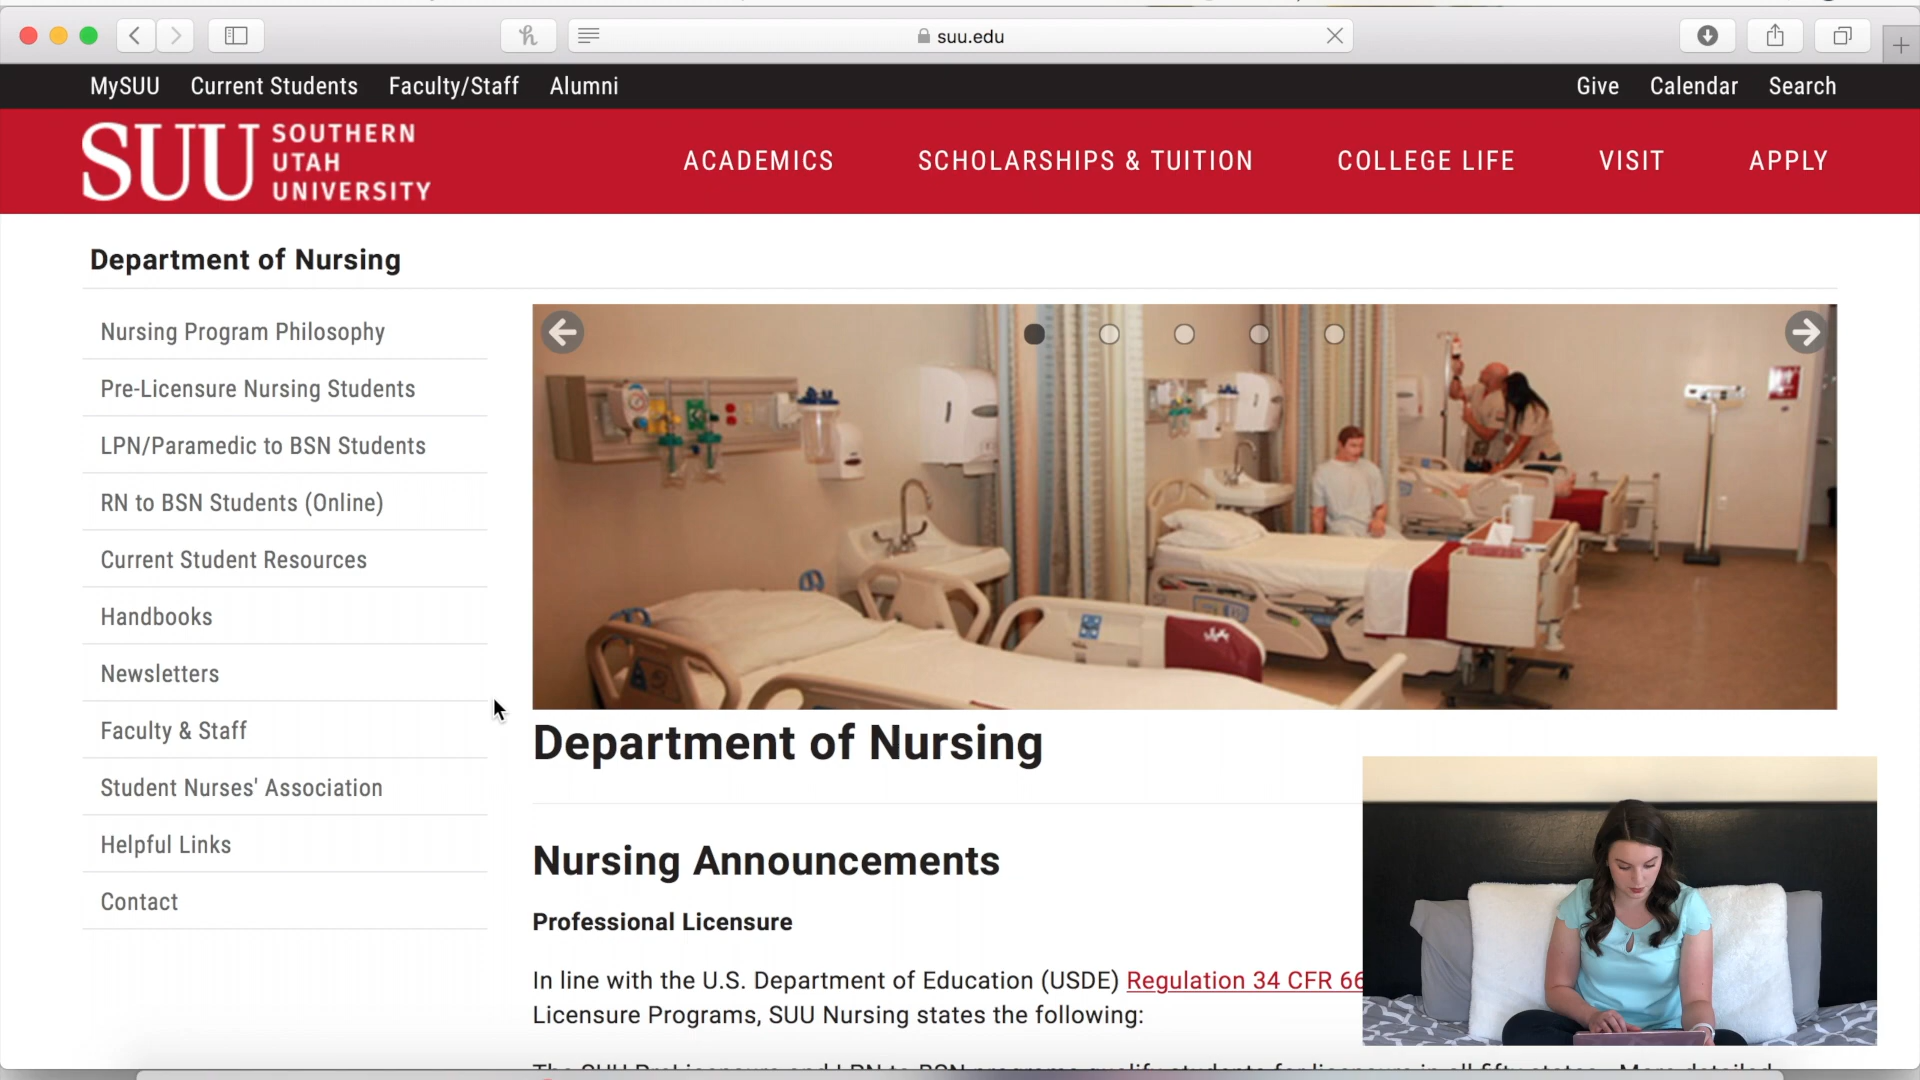 suu.edu
MySUU Current Students Faculty/Staff Alumni Give Calendar Search
SUU SOUTHERN
UTAH
UNIVERSITY
ACADEMICS SCHOLARSHIPS & TUITION COLLEGE LIFE VISIT APPLY
Department of Nursing
Nursing Program Philosophy
Pre-Licensure Nursing Students
LPN/Paramedic to BSN Students
RN to BSN Students (Online)
Current Student Resources
Handbooks
Newsletters
Faculty & Staff
Student Nurses' Association
Helpful Links
Contact
Department of Nursing
Nursing Announcements
Professional Licensure
In line with the U.S. Department of Education (USDE) Regulation 34 CFR 66
Licensure Programs, SUU Nursing states the following: